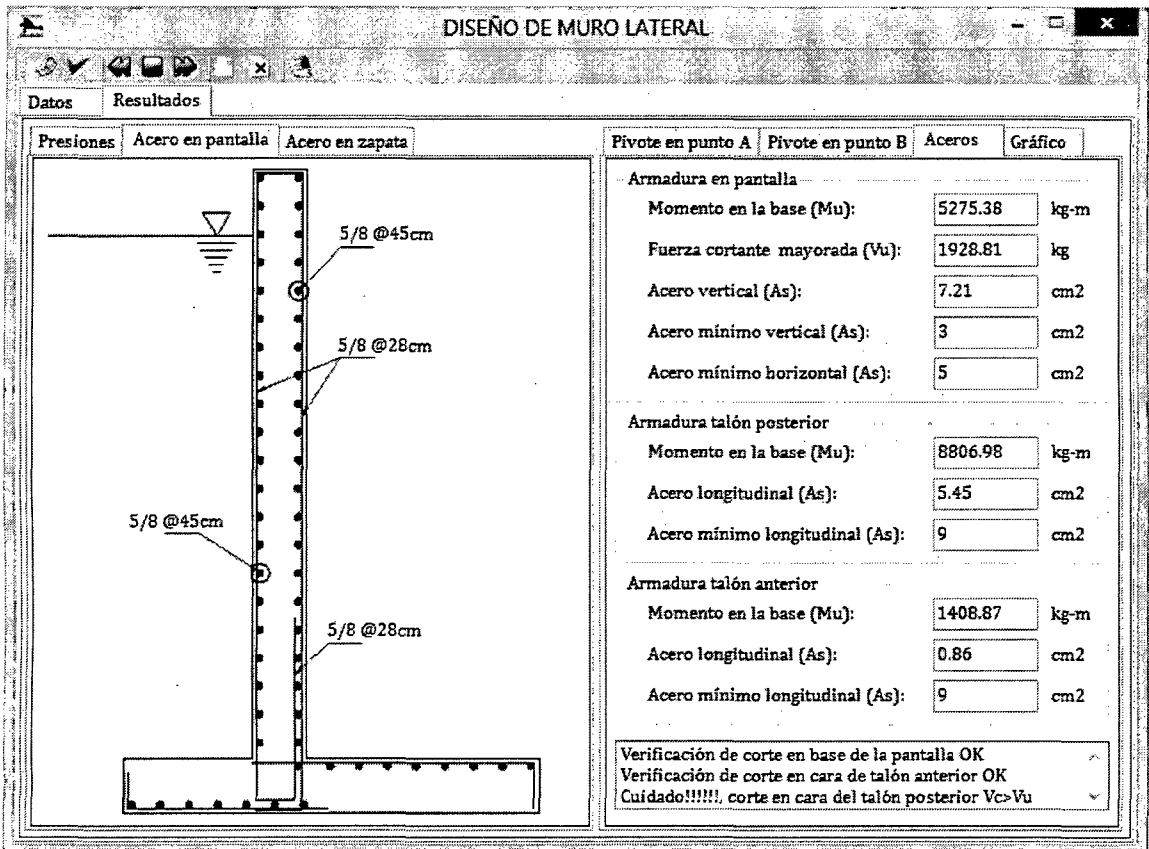 DISEÑO DE MURO LATERAL
Datos Resultados
Presiones Acero en pantalla Acero en zapata
5/8 @45cm
5/8 @28cm
5/8 @45cm
5/8 @28cm
Pivote en punto A Pivote en punto B Aceros Gráfico
Armadura en pantalla
Momento en la base (Mu): 5275.38 kg-m
Fuerza cortante mayorada (Vu): 1928.81 kg
Acero vertical (As): 7.21 cm2
Acero mínimo vertical (As): 3 cm2
Acero mínimo horizontal (As): 5 cm2
Armadura talón posterior
Momento en la base (Mu): 8806.98 kg-m
Acero longitudinal (As): 5.45 cm2
Acero mínimo longitudinal (As): 9 cm2
Armadura talón anterior
Momento en la base (Mu): 1408.87 kg-m
Acero longitudinal (As): 0.86 cm2
Acero mínimo longitudinal (As): 9 cm2
Verificación de corte en base de la pantalla OK
Verificación de corte en cara de talón anterior OK
Cuidado!!!!!!, corte en cara del talón posterior Vc>Vu